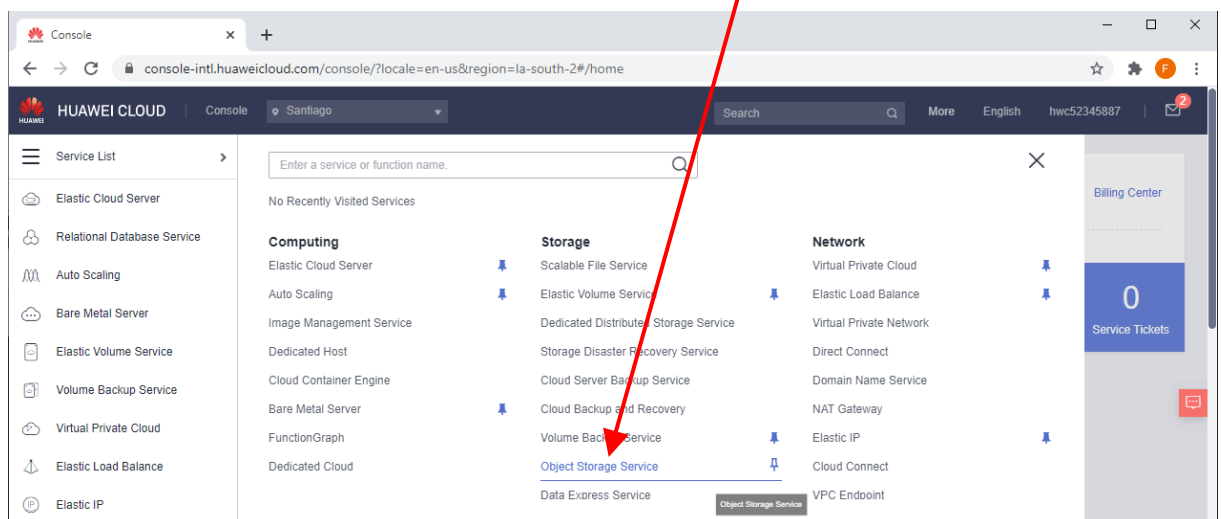 Console
console-intl.huaweicloud.com/console/?locale=en-us&region=la-south-2#/home
F
HUAWEI
HUAWEI CLOUD
Console
Santiago
Search
More
English
hwc52345887
2
Service List
Elastic Cloud Server
Relational Database Service
Auto Scaling
Bare Metal Server
Elastic Volume Service
Volume Backup Service
Virtual Private Cloud
Elastic Load Balance
IP
Elastic IP
Enter a service or function name.
No Recently Visited Services
Computing
Elastic Cloud Server
Auto Scaling
Image Management Service
Dedicated Host
Cloud Container Engine
Bare Metal Server
FunctionGraph
Dedicated Cloud
Storage
Scalable File Service
Elastic Volume Service
Dedicated Distributed Storage Service
Storage Disaster Recovery Service
Cloud Server Backup Service
Cloud Backup and Recovery
Volume Backup Service
Object Storage Service
Data Express Service
Object Storage Service
Network
Virtual Private Cloud
Elastic Load Balance
Virtual Private Network
Direct Connect
Domain Name Service
NAT Gateway
Elastic IP
Cloud Connect
VPC Endpoint
Billing Center
0
Service Tickets